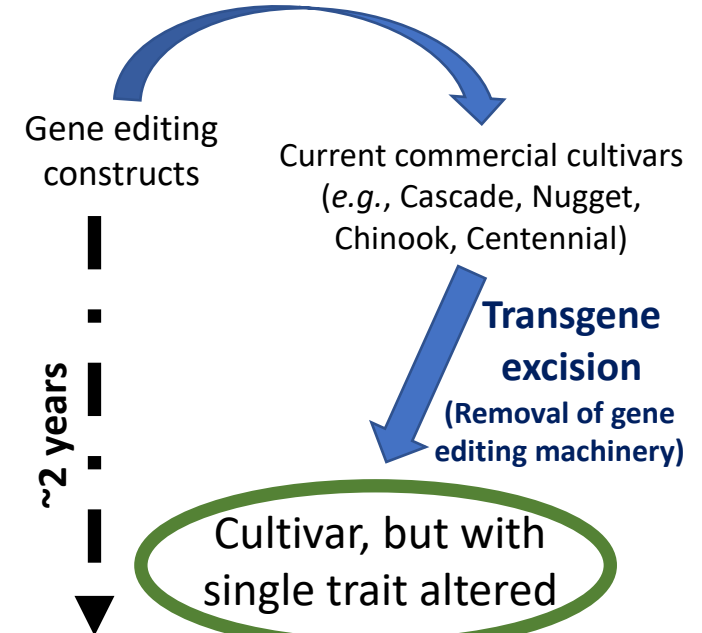 Gene editing
constructs
Current commercial cultivars
(e.g., Cascade, Nugget,
Chinook, Centennial)
Transgene
excision
(Removal of gene
editing machinery)
~2 years
Cultivar, but with
single trait altered